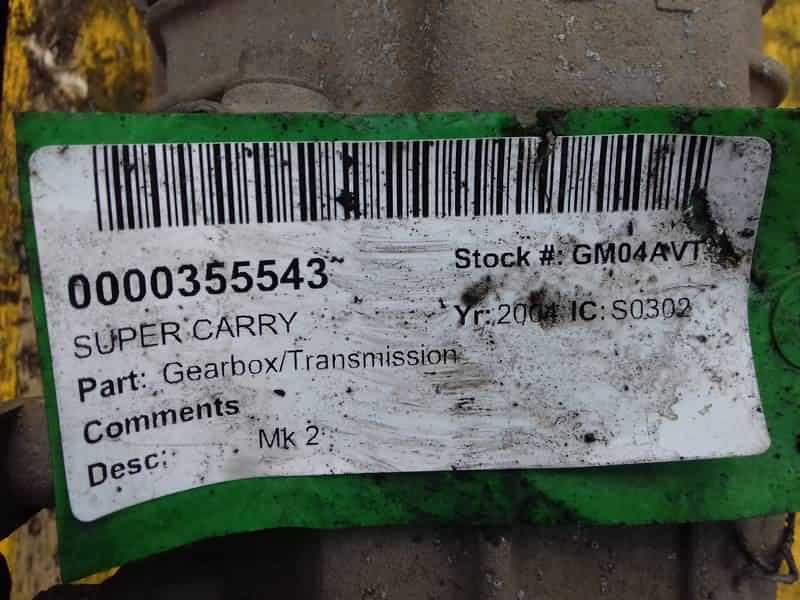 0000355543
Stock #: GM04AVT
SUPER CARRY
Yr: 2004 IC: S0302
Part: Gearbox/Transmission
Comments
Desc: Mk 2